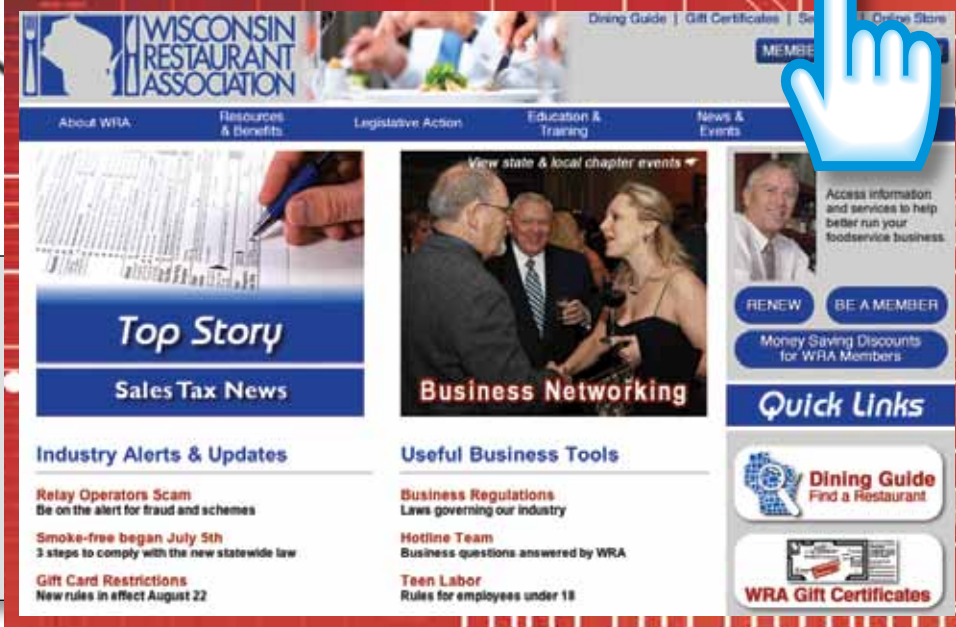 WISCONSIN
RESTAURANT
ASSOCIATION
Dining Guide | Gift Certificates | Online Store
About WRA
Resources
& Benefits
Legislative Action
Education &
Training
News &
Events
Top Story
Sales Tax News
View state & local chapter events
Business Networking
Access information
and services to help
better run your
foodservice business.
RENEW
BE A MEMBER
Money Saving Discounts
for WRA Members
Quick Links
Dining Guide
Find a Restaurant
WRA Gift Certificates
Industry Alerts & Updates
Relay Operators Scam
Be on the alert for fraud and schemes
Smoke-free began July 5th
3 steps to comply with the new statewide law
Gift Card Restrictions
New rules in effect August 22
Useful Business Tools
Business Regulations
Laws governing our industry
Hotline Team
Business questions answered by WRA
Teen Labor
Rules for employees under 18